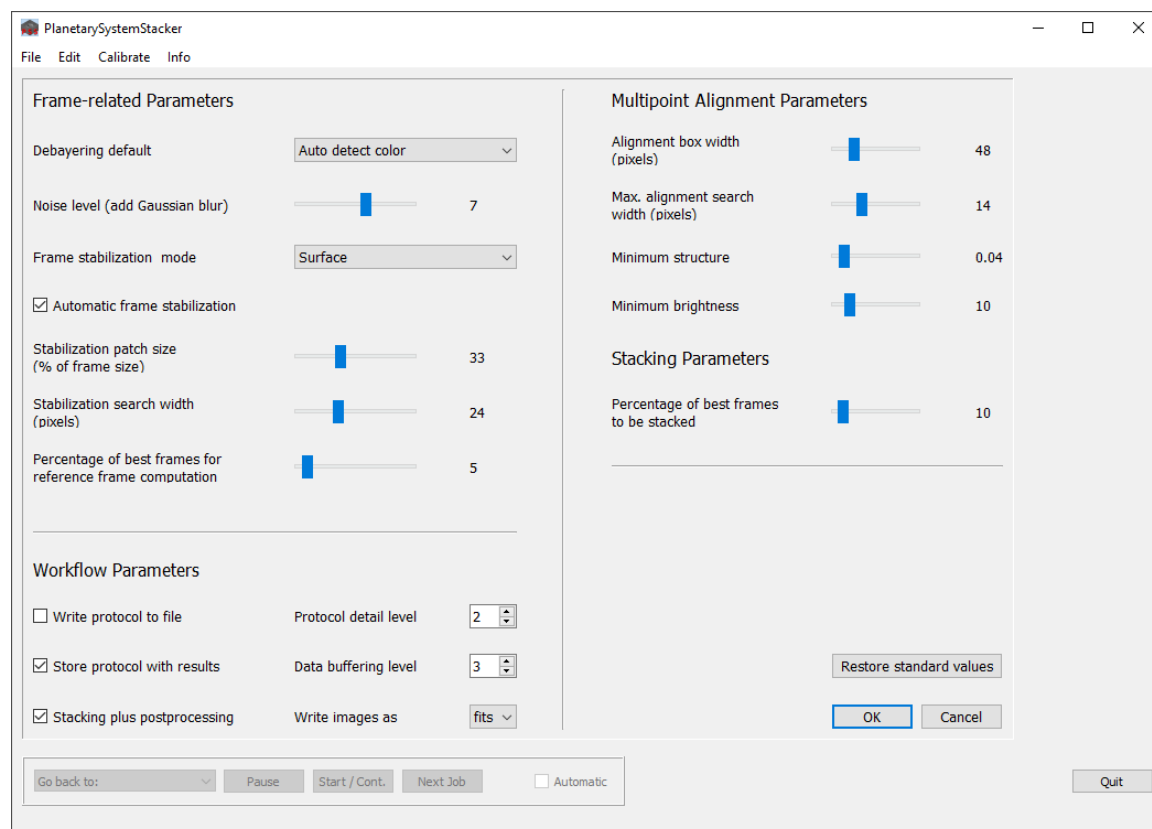 PlanetarySystemStacker
File Edit Calibrate Info
Frame-related Parameters
Debayering default Auto detect color
Noise level (add Gaussian blur) 7
Frame stabilization mode Surface
Automatic frame stabilization
Stabilization patch size
(% of frame size) 33
Stabilization search width
(pixels) 24
Percentage of best frames for
reference frame computation 5
Workflow Parameters
Write protocol to file Protocol detail level 2
Store protocol with results Data buffering level 3
Stacking plus postprocessing Write images as fits
Multipoint Alignment Parameters
Alignment box width
(pixels) 48
Max. alignment search
width (pixels) 14
Minimum structure 0.04
Minimum brightness 10
Stacking Parameters
Percentage of best frames
to be stacked 10
Restore standard values
OK Cancel
Go back to: Pause Start / Cont. Next Job Automatic Quit